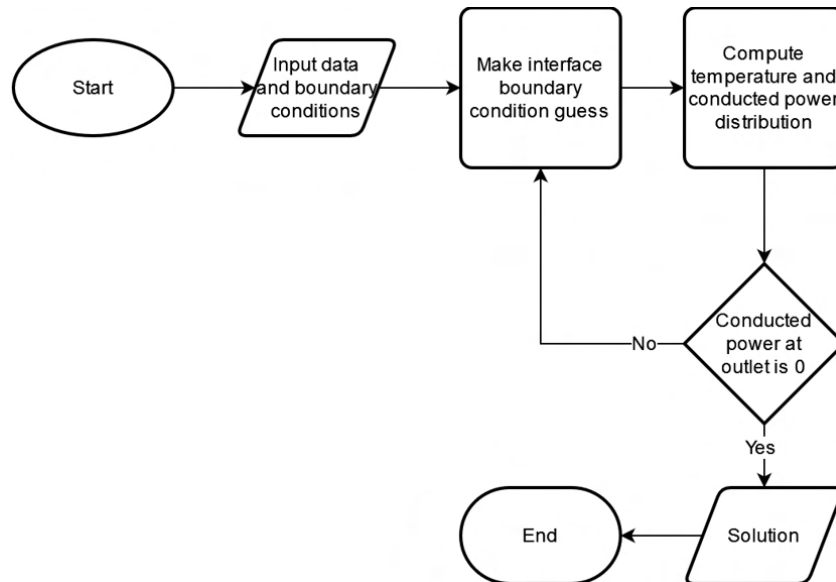 Start
Input data
and boundary
conditions
Make interface
boundary
condition guess
Compute
temperature and
conducted power
distribution
Conducted
power at
outlet is 0
No
Yes
Solution
End